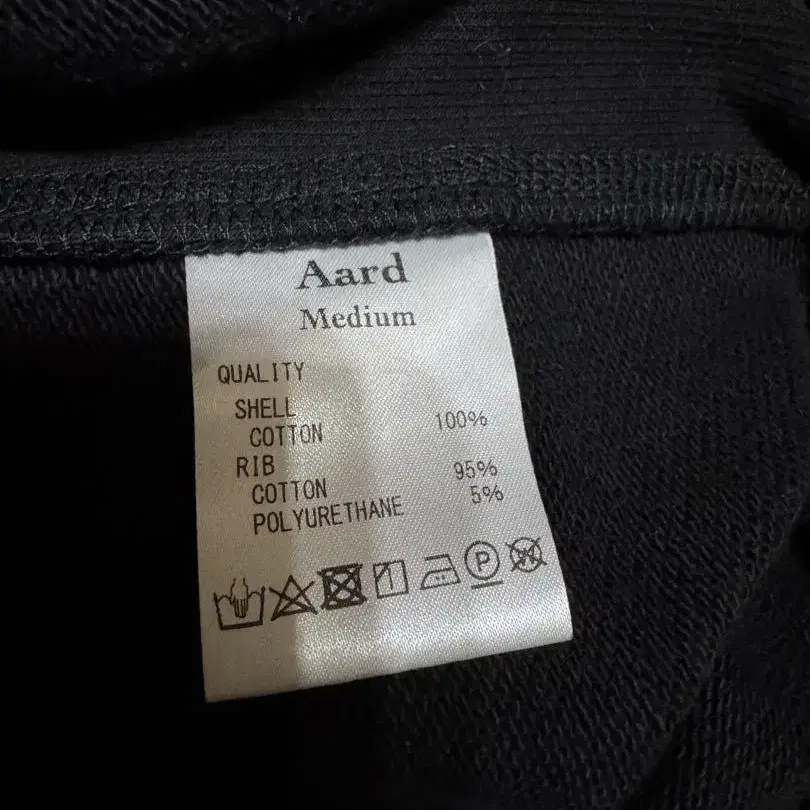 Aard
Medium
QUALITY
SHELL
COTTON 100%
RIB
COTTON 95%
POLYURETHANE 5%
P